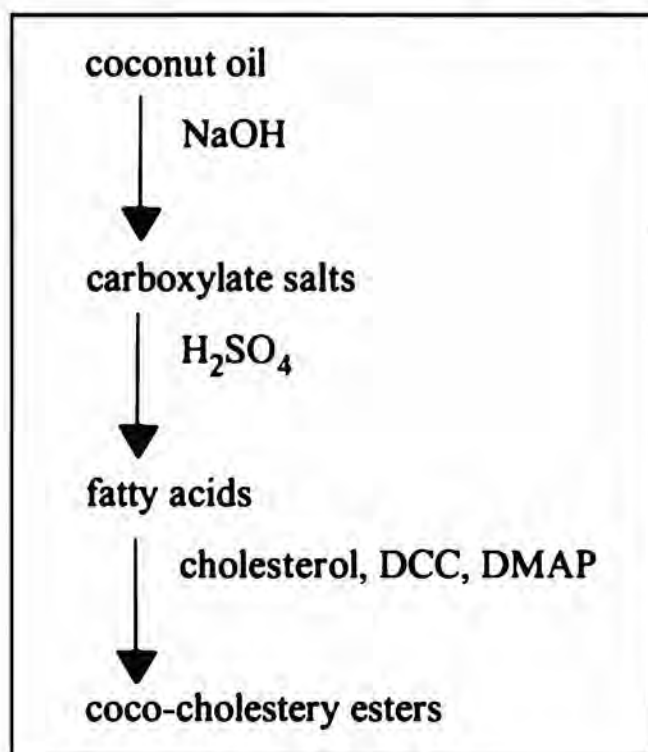 coconut oil
NaOH
carboxylate salts
H₂SO₄
fatty acids
cholesterol, DCC, DMAP
coco-cholestery esters